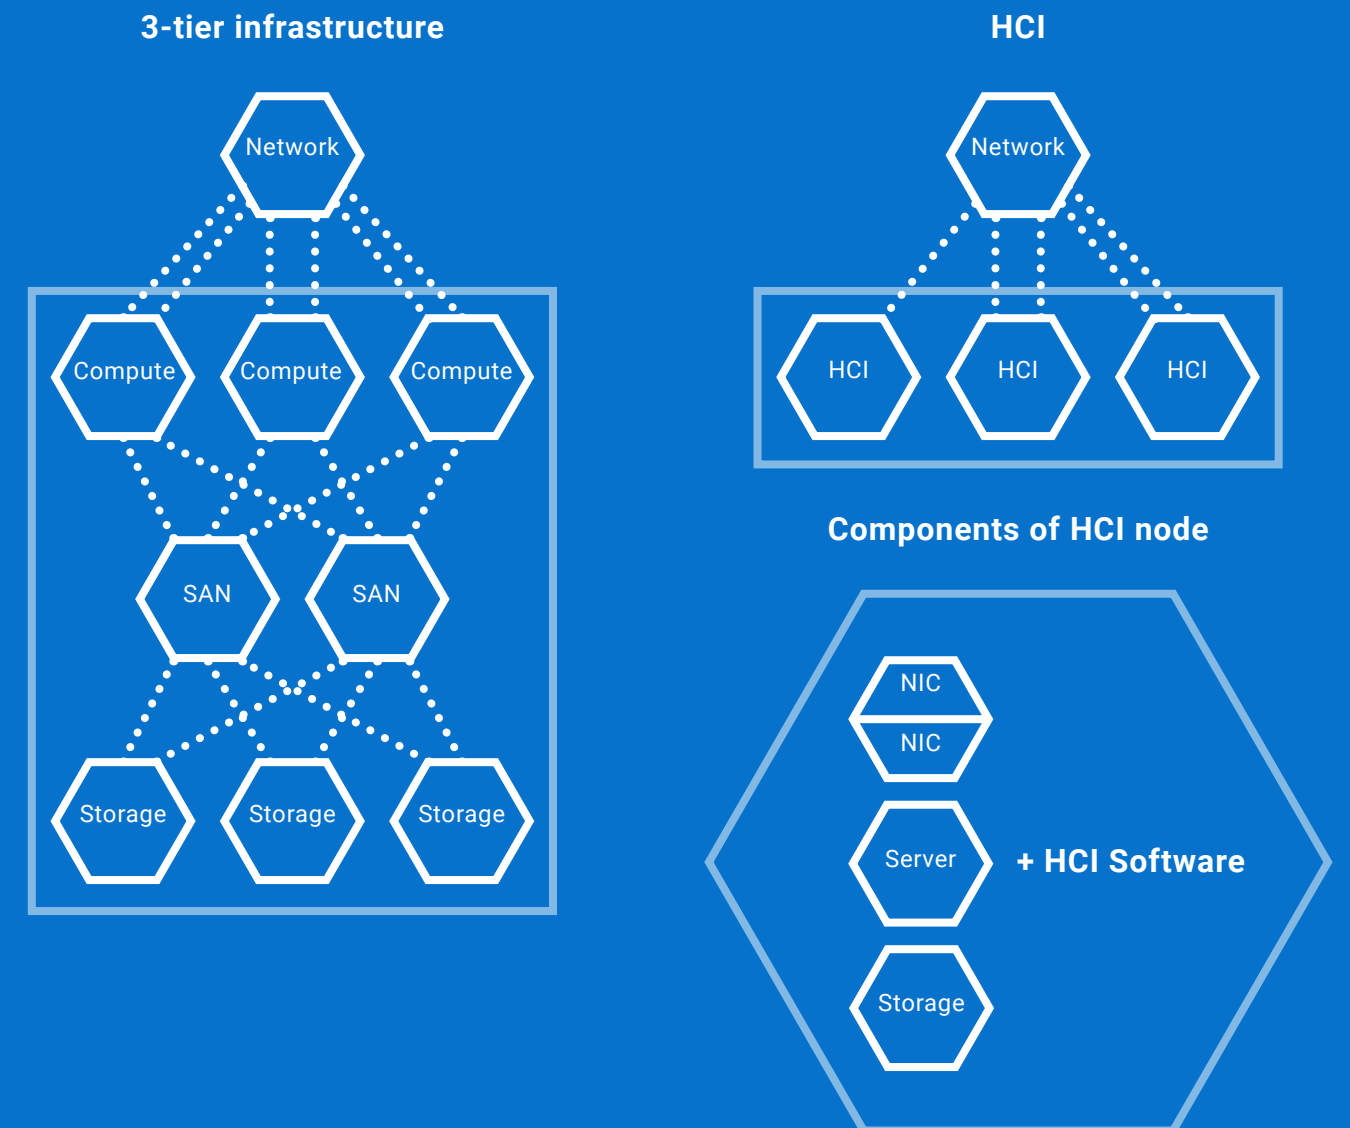 3-tier infrastructure
Network
Compute Compute Compute
SAN SAN
Storage Storage Storage
HCI
Network
HCI HCI HCI
Components of HCI node
NIC
NIC
Server + HCI Software
Storage